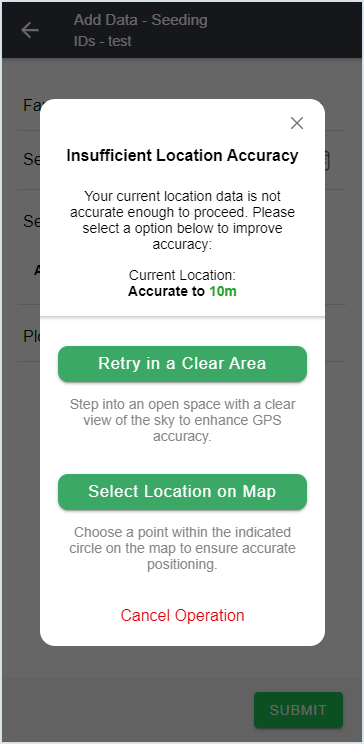 Add Data - Seeding
IDs - test
Fa
Se
Insufficient Location Accuracy
Your current location data is not
accurate enough to proceed. Please
select a option below to improve
accuracy:
Se
Current Location:
Accurate to 10m
Retry in a Clear Area
Step into an open space with a clear
view of the sky to enhance GPS
accuracy.
Select Location on Map
Choose a point within the indicated
circle on the map to ensure accurate
positioning.
Cancel Operation
SUBMIT